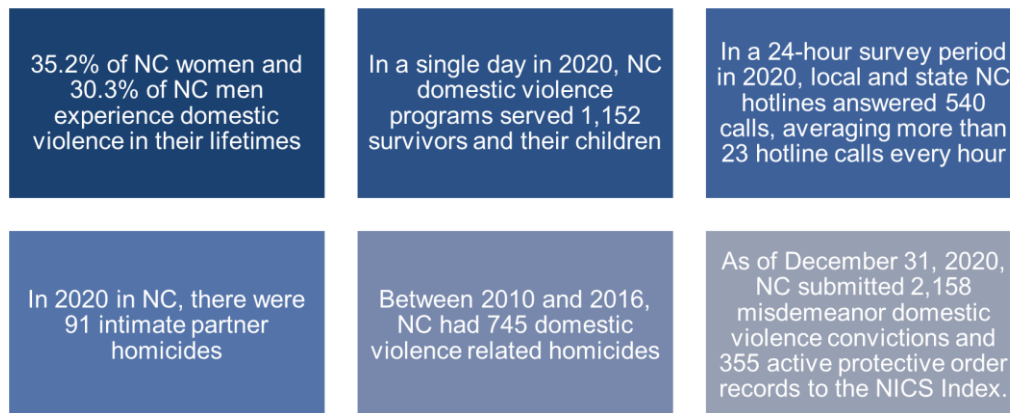 35.2% of NC women and
30.3% of NC men
experience domestic
violence in their lifetimes
In a single day in 2020, NC
domestic violence
programs served 1,152
survivors and their children
In a 24-hour survey period
in 2020, local and state NC
hotlines answered 540
calls, averaging more than
23 hotline calls every hour
In 2020 in NC, there were
91 intimate partner
homicides
Between 2010 and 2016,
NC had 745 domestic
violence related homicides
As of December 31, 2020,
NC submitted 2,158
misdemeanor domestic
violence convictions and
355 active protective order
records to the NICS Index.